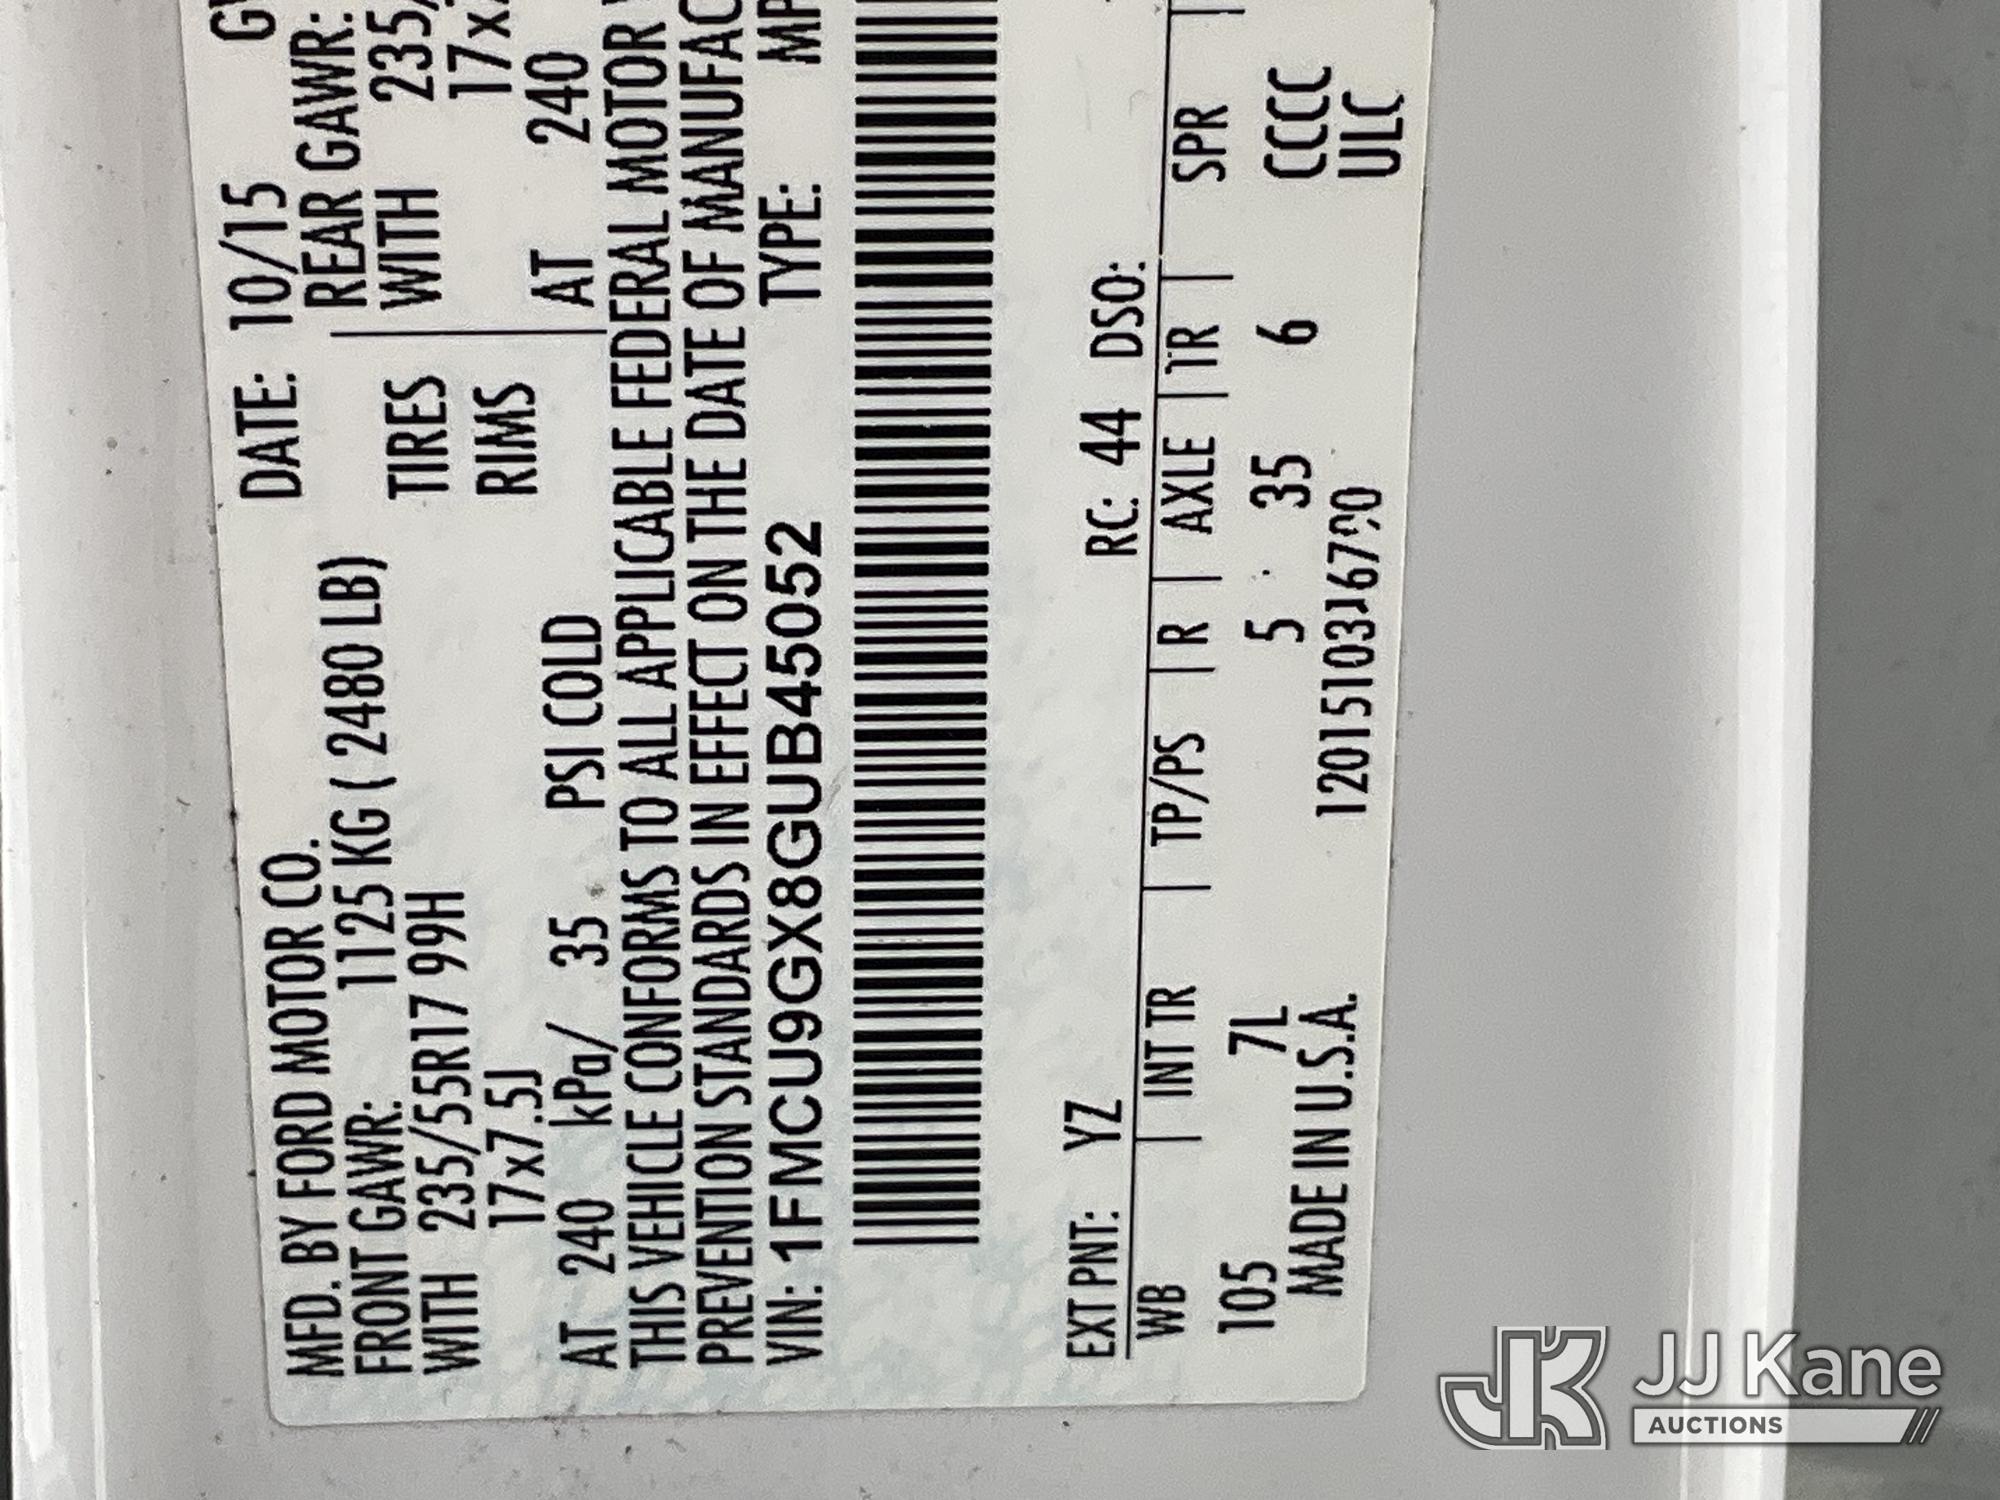 MFD. BY FORD MOTOR CO. DATE: 10/15
FRONT GAWR: 1125 KG ( 2480 LB) REAR GAWR:
WITH 235/55R17 99H TIRES WITH 235/
17x7.5J RIMS 17x
AT 240 kPa/ 35 PSI COLD AT 240
THIS VEHICLE CONFORMS TO ALL APPLICABLE FEDERAL MOTOR
PREVENTION STANDARDS IN EFFECT ON THE DATE OF MANUFAC
VIN: 1FMCU9GX8GUB45052 TYPE: MP
EXT PNT: YZ RC: 44 DSO:
WB INT TR TP/PS R AXLE TR SPR
105 7L 5 35 6 CCCC
MADE IN U.S.A. ULC
JK JJ Kane
AUCTIONS